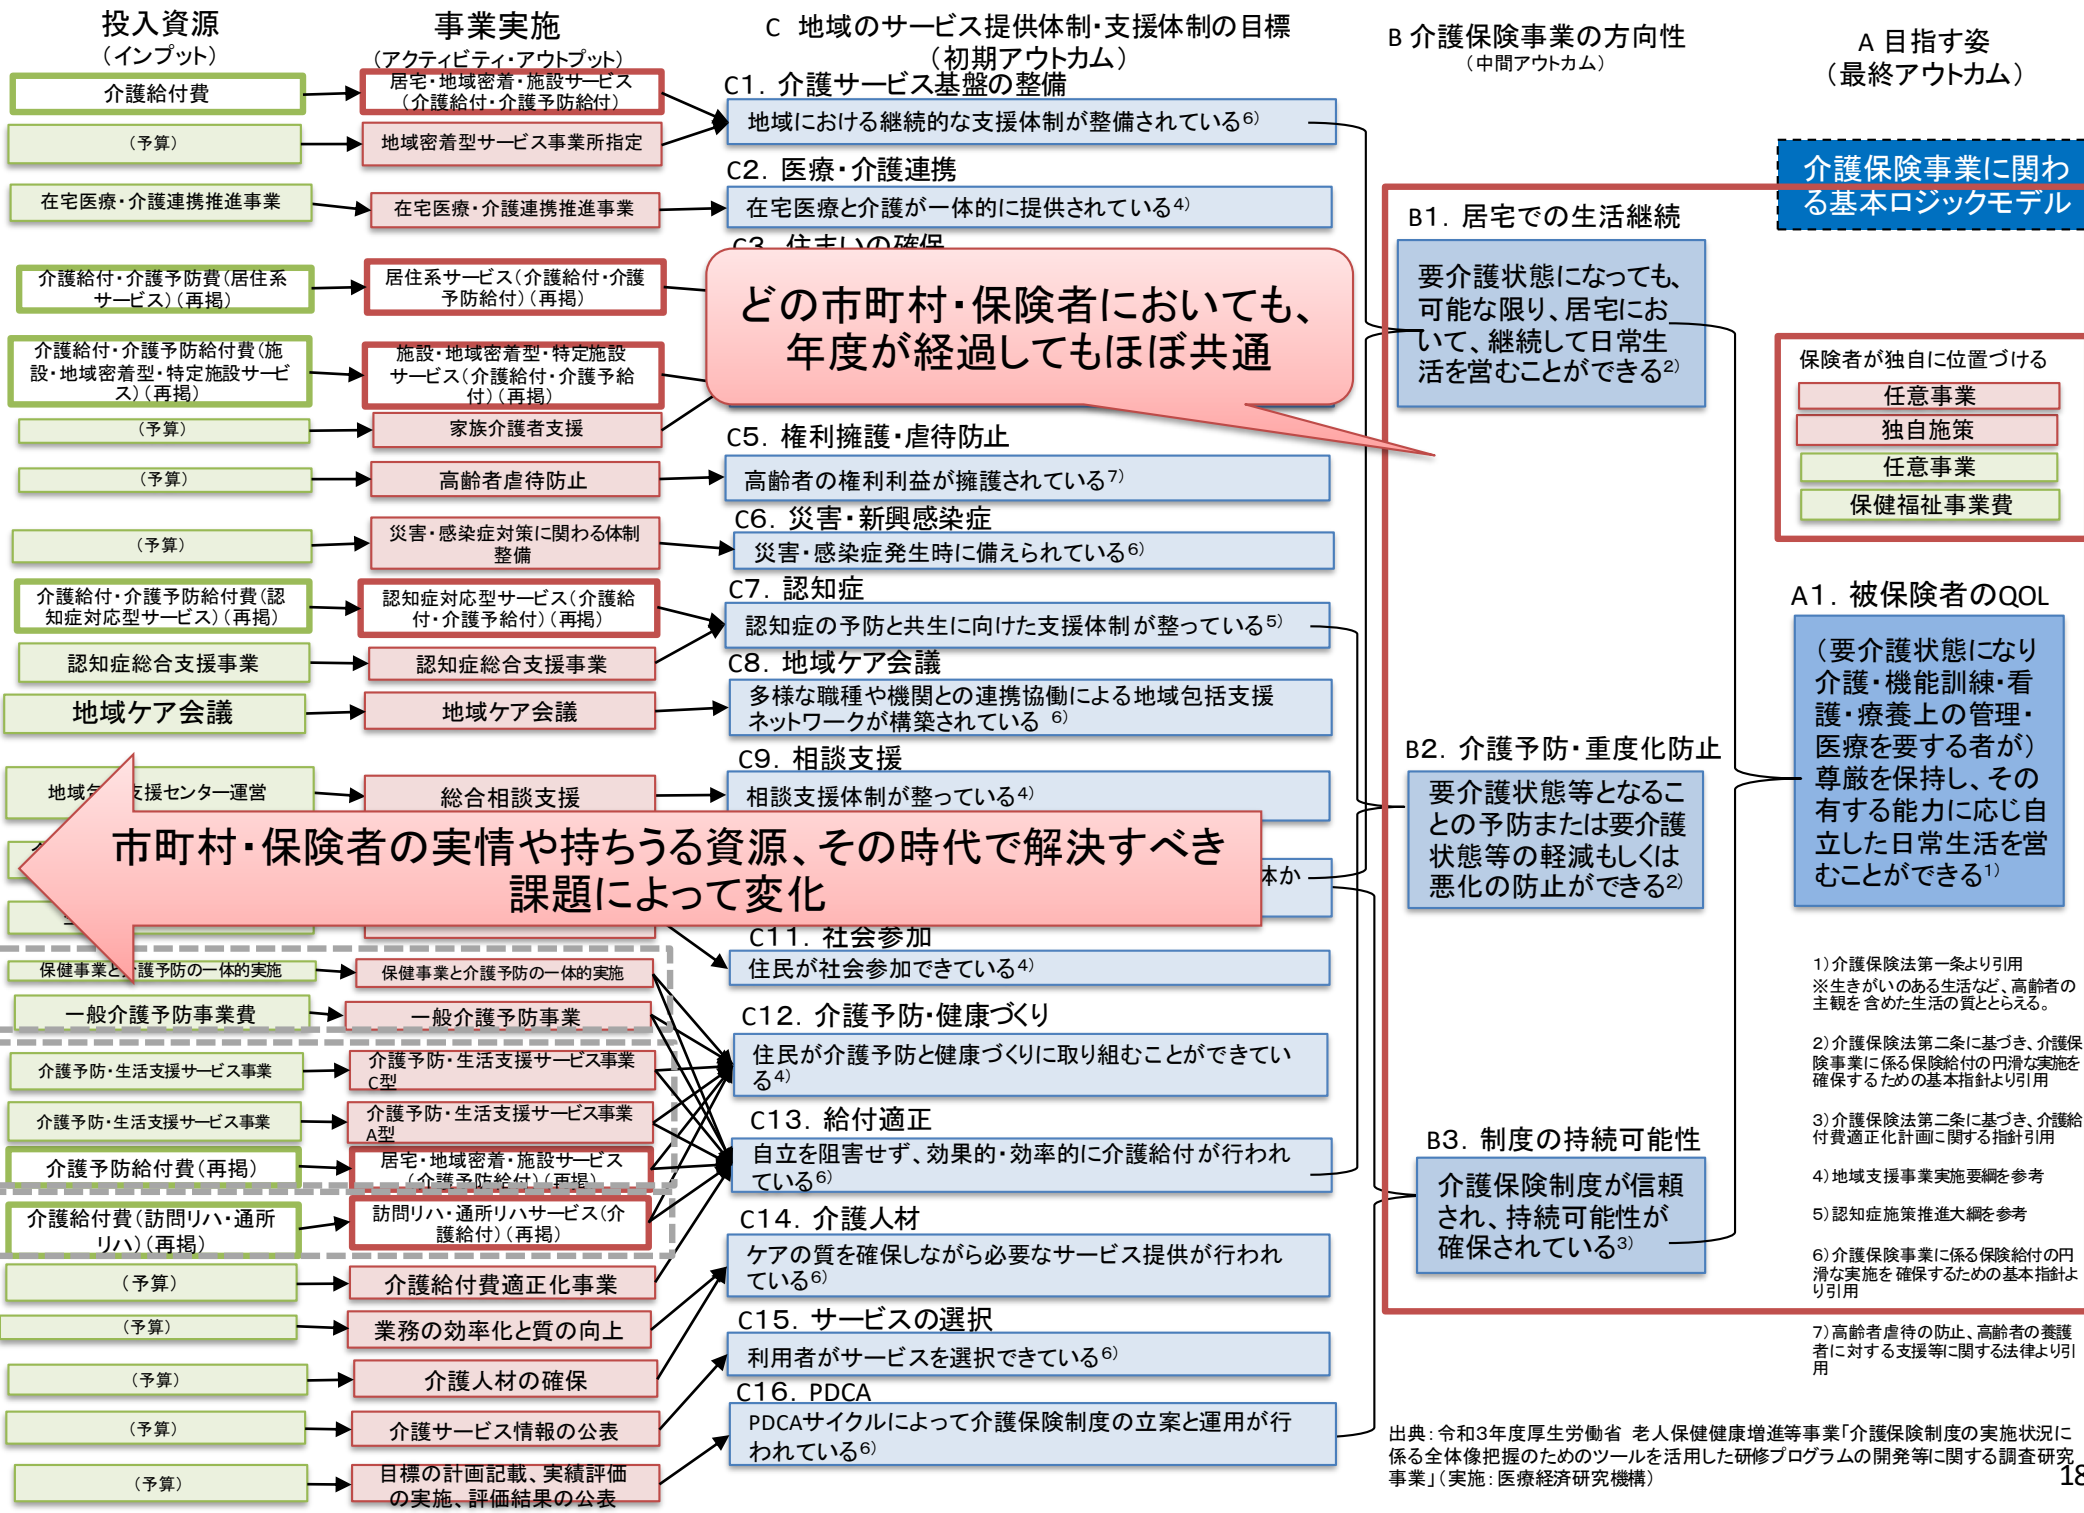 投入資源
（インプット）
事業実施
（アクティビティ・アウトプット）
C 地域のサービス提供体制・支援体制の目標
（初期アウトカム）
B 介護保険事業の方向性
（中間アウトカム）
A 目指す姿
（最終アウトカム）
介護保険事業に関わ
る基本ロジックモデル
介護給付費
居宅・地域密着・施設サービス
（介護給付・介護予防給付）
C1. 介護サービス基盤の整備
地域における継続的な支援体制が整備されている6)
（予算）
地域密着型サービス事業所指定
C2. 医療・介護連携
在宅医療・介護連携推進事業
在宅医療・介護連携推進事業
在宅医療と介護が一体的に提供されている4)
C3. 住まいの確保
介護給付・介護予防費（居住系
サービス）（再掲）
居住系サービス（介護給付・介護
予防給付）（再掲）
どの市町村・保険者においても、
年度が経過してもほぼ共通
介護給付・介護予防給付費（施
設・地域密着型・特定施設サービ
ス）（再掲）
施設・地域密着型・特定施設
サービス（介護給付・介護予給
付）（再掲）
（予算）
家族介護者支援
C5. 権利擁護・虐待防止
（予算）
高齢者虐待防止
高齢者の権利利益が擁護されている7)
C6. 災害・新興感染症
（予算）
災害・感染症対策に関わる体制
整備
災害・感染症発生時に備えられている6)
C7. 認知症
介護給付・介護予防給付費（認
知症対応型サービス）（再掲）
認知症対応型サービス（介護給
付・介護予給付）（再掲）
認知症の予防と共生に向けた支援体制が整っている5)
認知症総合支援事業
認知症総合支援事業
C8. 地域ケア会議
地域ケア会議
地域ケア会議
多様な職種や機関との連携協働による地域包括支援
ネットワークが構築されている 6)
C9. 相談支援
支援センター運営
総合相談支援
相談支援体制が整っている4)
市町村・保険者の実情や持ちうる資源、その時代で解決すべき
課題によって変化
体か
C11. 社会参加
住民が社会参加できている4)
保健事業と介護予防の一体的実施
保健事業と介護予防の一体的実施
一般介護予防事業費
一般介護予防事業
C12. 介護予防・健康づくり
住民が介護予防と健康づくりに取り組むことができてい
る4)
介護予防・生活支援サービス事業
介護予防・生活支援サービス事業
C型
介護予防・生活支援サービス事業
介護予防・生活支援サービス事業
A型
C13. 給付適正
自立を阻害せず、効果的・効率的に介護給付が行われ
ている6)
介護予防給付費（再掲）
居宅・地域密着・施設サービス
（介護予防給付）（再掲）
介護給付費（訪問リハ・通所
リハ）（再掲）
訪問リハ・通所リハサービス（介
護給付）（再掲）
C14. 介護人材
ケアの質を確保しながら必要なサービス提供が行われ
ている6)
（予算）
介護給付費適正化事業
（予算）
業務の効率化と質の向上
C15. サービスの選択
利用者がサービスを選択できている6)
（予算）
介護人材の確保
C16. PDCA
PDCAサイクルによって介護保険制度の立案と運用が行
われている6)
（予算）
介護サービス情報の公表
（予算）
目標の計画記載、実績評価
の実施、評価結果の公表
B1. 居宅での生活継続
要介護状態になっても、
可能な限り、居宅にお
いて、継続して日常生
活を営むことができる2)
B2. 介護予防・重度化防止
要介護状態等となるこ
との予防または要介護
状態等の軽減もしくは
悪化の防止ができる2)
B3. 制度の持続可能性
介護保険制度が信頼
され、持続可能性が
確保されている3)
保険者が独自に位置づける
任意事業
独自施策
任意事業
保健福祉事業費
A1. 被保険者のQOL
（要介護状態になり
介護・機能訓練・看
護・療養上の管理・
医療を要する者が）
尊厳を保持し、その
有する能力に応じ自
立した日常生活を営
むことができる1)
1）介護保険法第一条より引用
※生きがいのある生活など、高齢者の
主観を含めた生活の質ととらえる。
2）介護保険法第二条に基づき、介護保
険事業に係る保険給付の円滑な実施を
確保するための基本指針より引用
3）介護保険法第二条に基づき、介護給
付費適正化計画に関する指針引用
4）地域支援事業実施要綱を参考
5）認知症施策推進大綱を参考
6）介護保険事業に係る保険給付の円
滑な実施を確保するための基本指針よ
り引用
7）高齢者虐待の防止、高齢者の養護
者に対する支援等に関する法律より引
用
出典：令和3年度厚生労働省 老人保健健康増進等事業「介護保険制度の実施状況に
係る全体像把握のためのツールを活用した研修プログラムの開発等に関する調査研究
事業」（実施：医療経済研究機構）
18